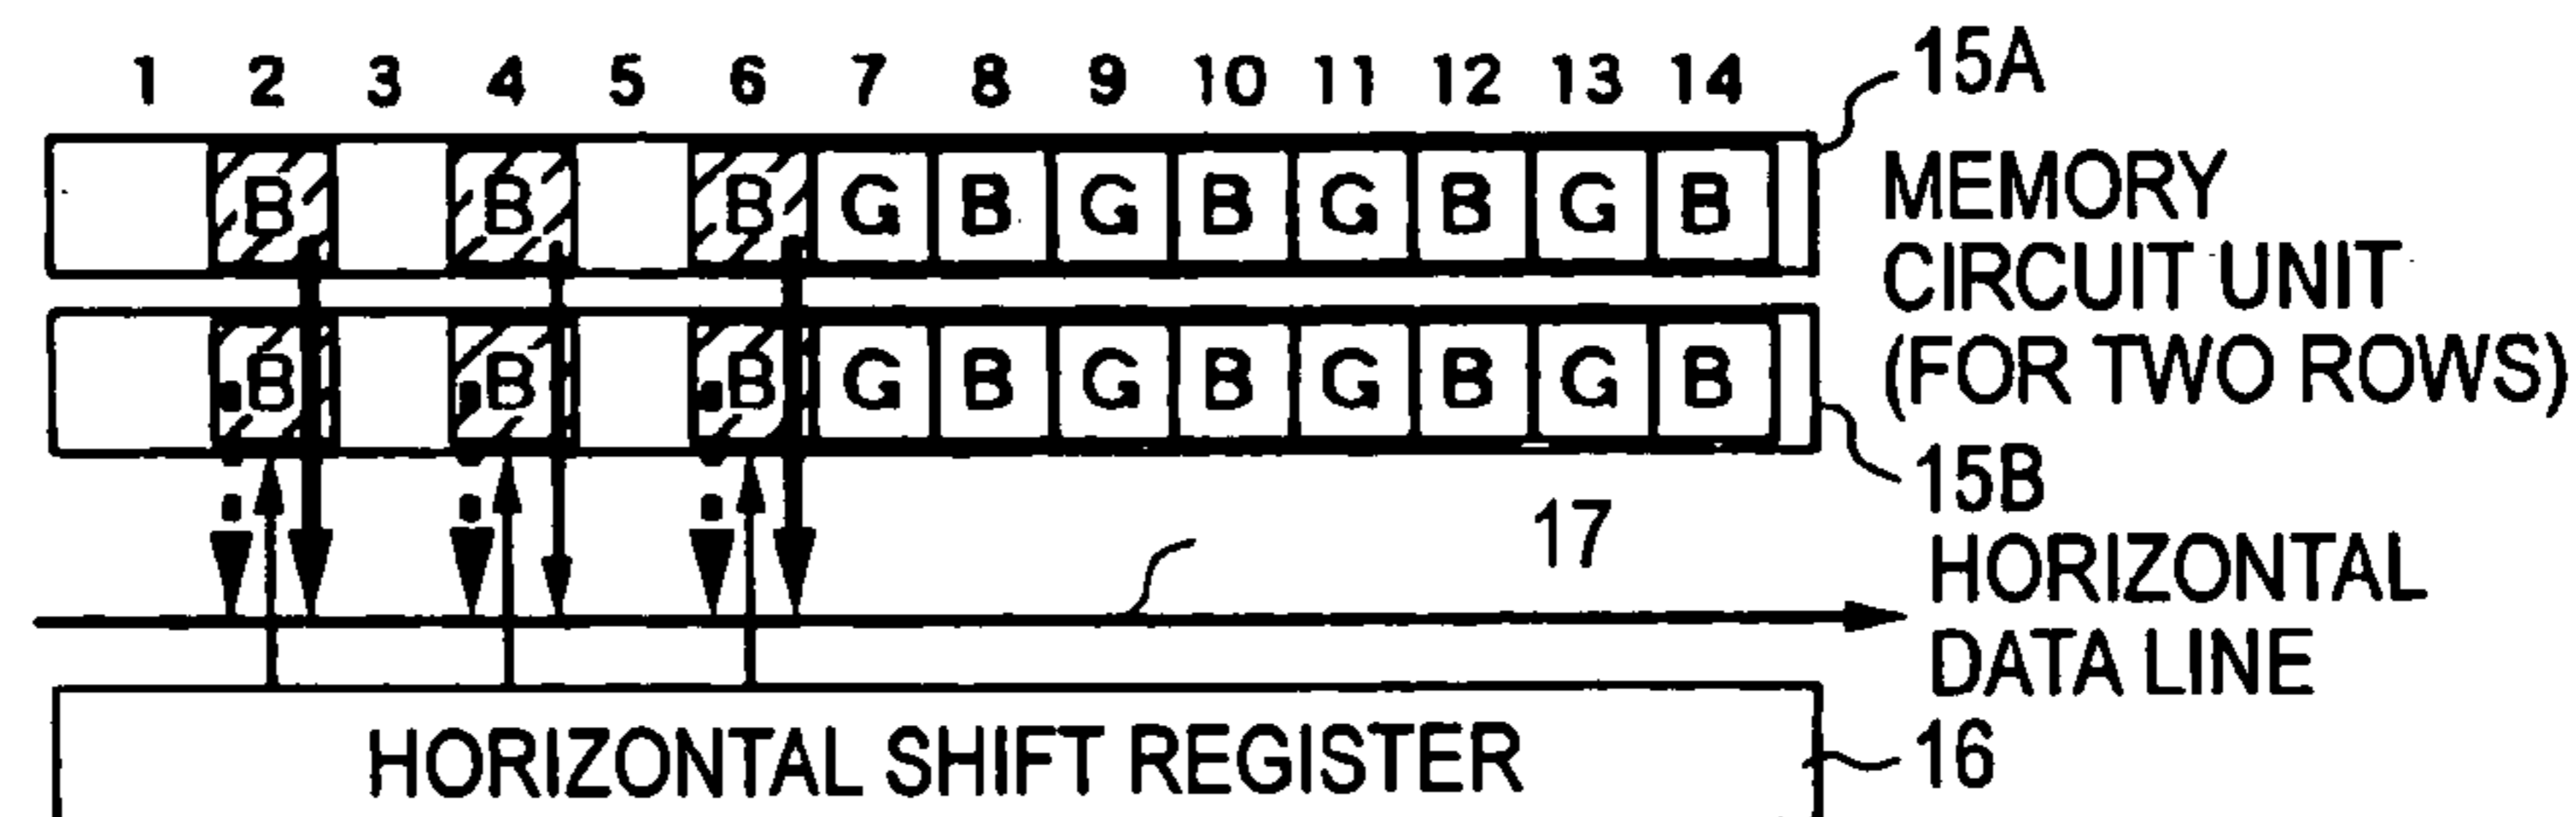 1 2 3 4 5 6 7 8 9 10 11 12 13 14
15A
B B B G B G B G B G B
MEMORY
CIRCUIT UNIT
(FOR TWO ROWS)
B B B G B G B G B G B
15B
17
HORIZONTAL
DATA LINE
HORIZONTAL SHIFT REGISTER
16